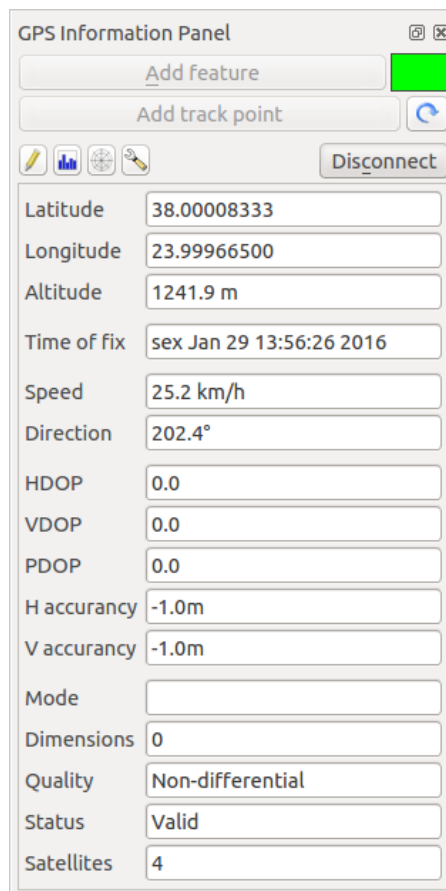 GPS Information Panel
Add feature
Add track point
Disconnect
Latitude 38.00008333
Longitude 23.99966500
Altitude 1241.9 m
Time of fix sex Jan 29 13:56:26 2016
Speed 25.2 km/h
Direction 202.4°
HDOP 0.0
VDOP 0.0
PDOP 0.0
H accurancy -1.0m
V accurancy -1.0m
Mode
Dimensions 0
Quality Non-differential
Status Valid
Satellites 4